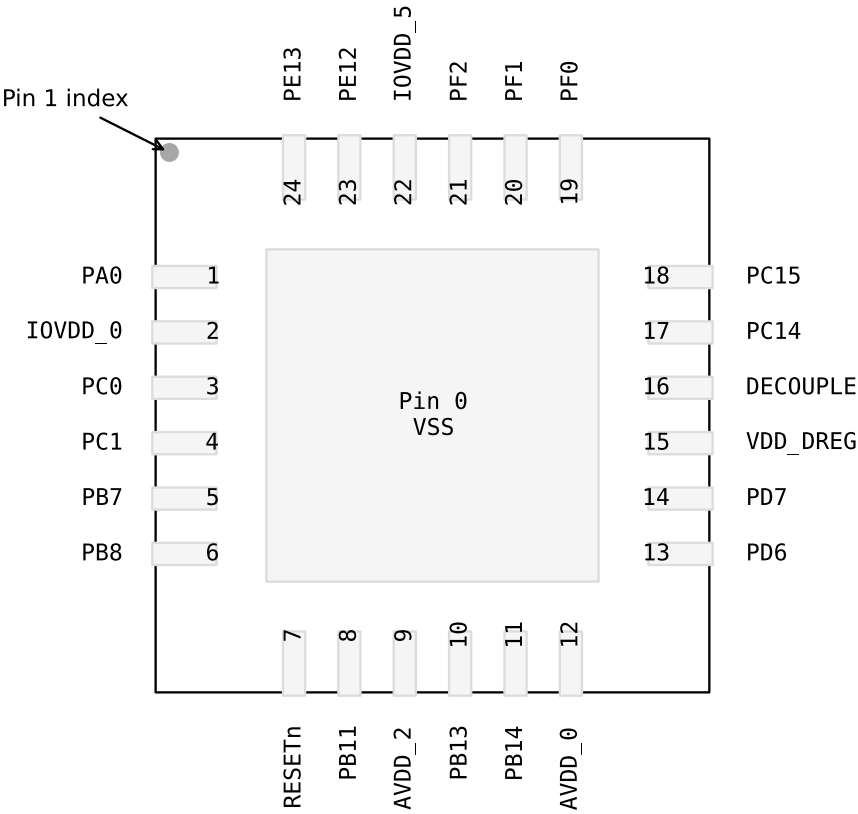 PE13
PE12
IOVDD_5
PF2
PF1
PF0
Pin 1 index
24
23
22
21
20
19
PA0 1
18 PC15
IOVDD_0 2
17 PC14
PC0 3
16 DECOUPLE
Pin 0
VSS
PC1 4
15 VDD_DREG
PB7 5
14 PD7
PB8 6
13 PD6
7
8
9
10
11
12
RESETn
PB11
AVDD_2
PB13
PB14
AVDD_0